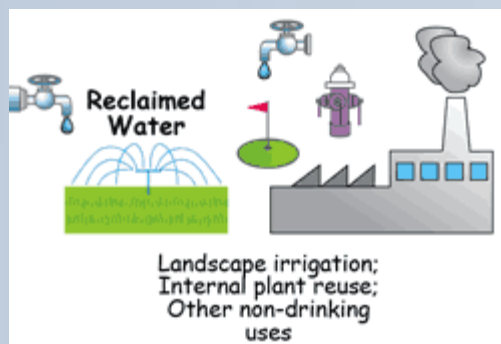 Reclaimed
Water
Landscape irrigation;
Internal plant reuse;
Other non-drinking
uses